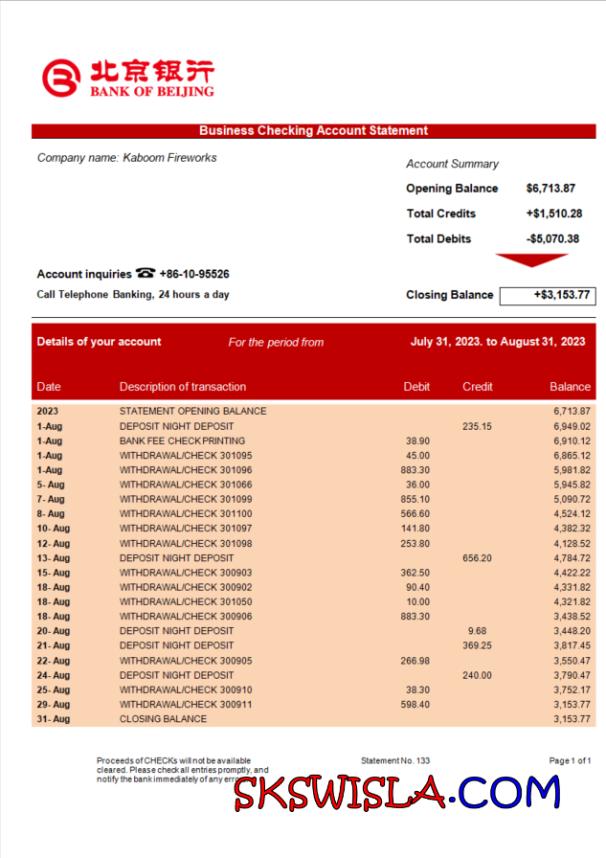 北京银行
BANK OF BEIJING
Business Checking Account Statement
Company name: Kaboom Fireworks
Account Summary
Opening Balance $6,713.87
Total Credits +$1,510.28
Total Debits -$5,070.38
Account inquiries ☎ +86-10-95526
Call Telephone Banking, 24 hours a day
Closing Balance +$3,153.77
Details of your account For the period from July 31, 2023. to August 31, 2023
Date Description of transaction Debit Credit Balance
2023 STATEMENT OPENING BALANCE 6,713.87
1-Aug DEPOSIT NIGHT DEPOSIT 235.15 6,949.02
1-Aug BANK FEE CHECK PRINTING 38.90 6,910.12
1-Aug WITHDRAWAL/CHECK 301095 45.00 6,865.12
1-Aug WITHDRAWAL/CHECK 301096 883.30 5,981.82
5- Aug WITHDRAWAL/CHECK 301066 36.00 5,945.82
7- Aug WITHDRAWAL/CHECK 301099 855.10 5,090.72
8- Aug WITHDRAWAL/CHECK 301100 566.60 4,524.12
10- Aug WITHDRAWAL/CHECK 301097 141.80 4,382.32
12- Aug WITHDRAWAL/CHECK 301098 253.80 4,128.52
13- Aug DEPOSIT NIGHT DEPOSIT 656.20 4,784.72
15- Aug WITHDRAWAL/CHECK 300903 362.50 4,422.22
18- Aug WITHDRAWAL/CHECK 300902 90.40 4,331.82
18- Aug WITHDRAWAL/CHECK 301050 10.00 4,321.82
18- Aug WITHDRAWAL/CHECK 300906 883.30 3,438.52
20- Aug DEPOSIT NIGHT DEPOSIT 9.68 3,448.20
21- Aug DEPOSIT NIGHT DEPOSIT 369.25 3,817.45
22- Aug WITHDRAWAL/CHECK 300905 266.98 3,550.47
24- Aug DEPOSIT NIGHT DEPOSIT 240.00 3,790.47
25- Aug WITHDRAWAL/CHECK 300910 38.30 3,752.17
29- Aug WITHDRAWAL/CHECK 300911 598.40 3,153.77
31- Aug CLOSING BALANCE 3,153.77
Proceeds of CHECKs will not be available
cleared. Please check all entries promptly, and
notify the bank immediately of any
Statement No. 133
Page 1 of 1
SKSWISLA.COM